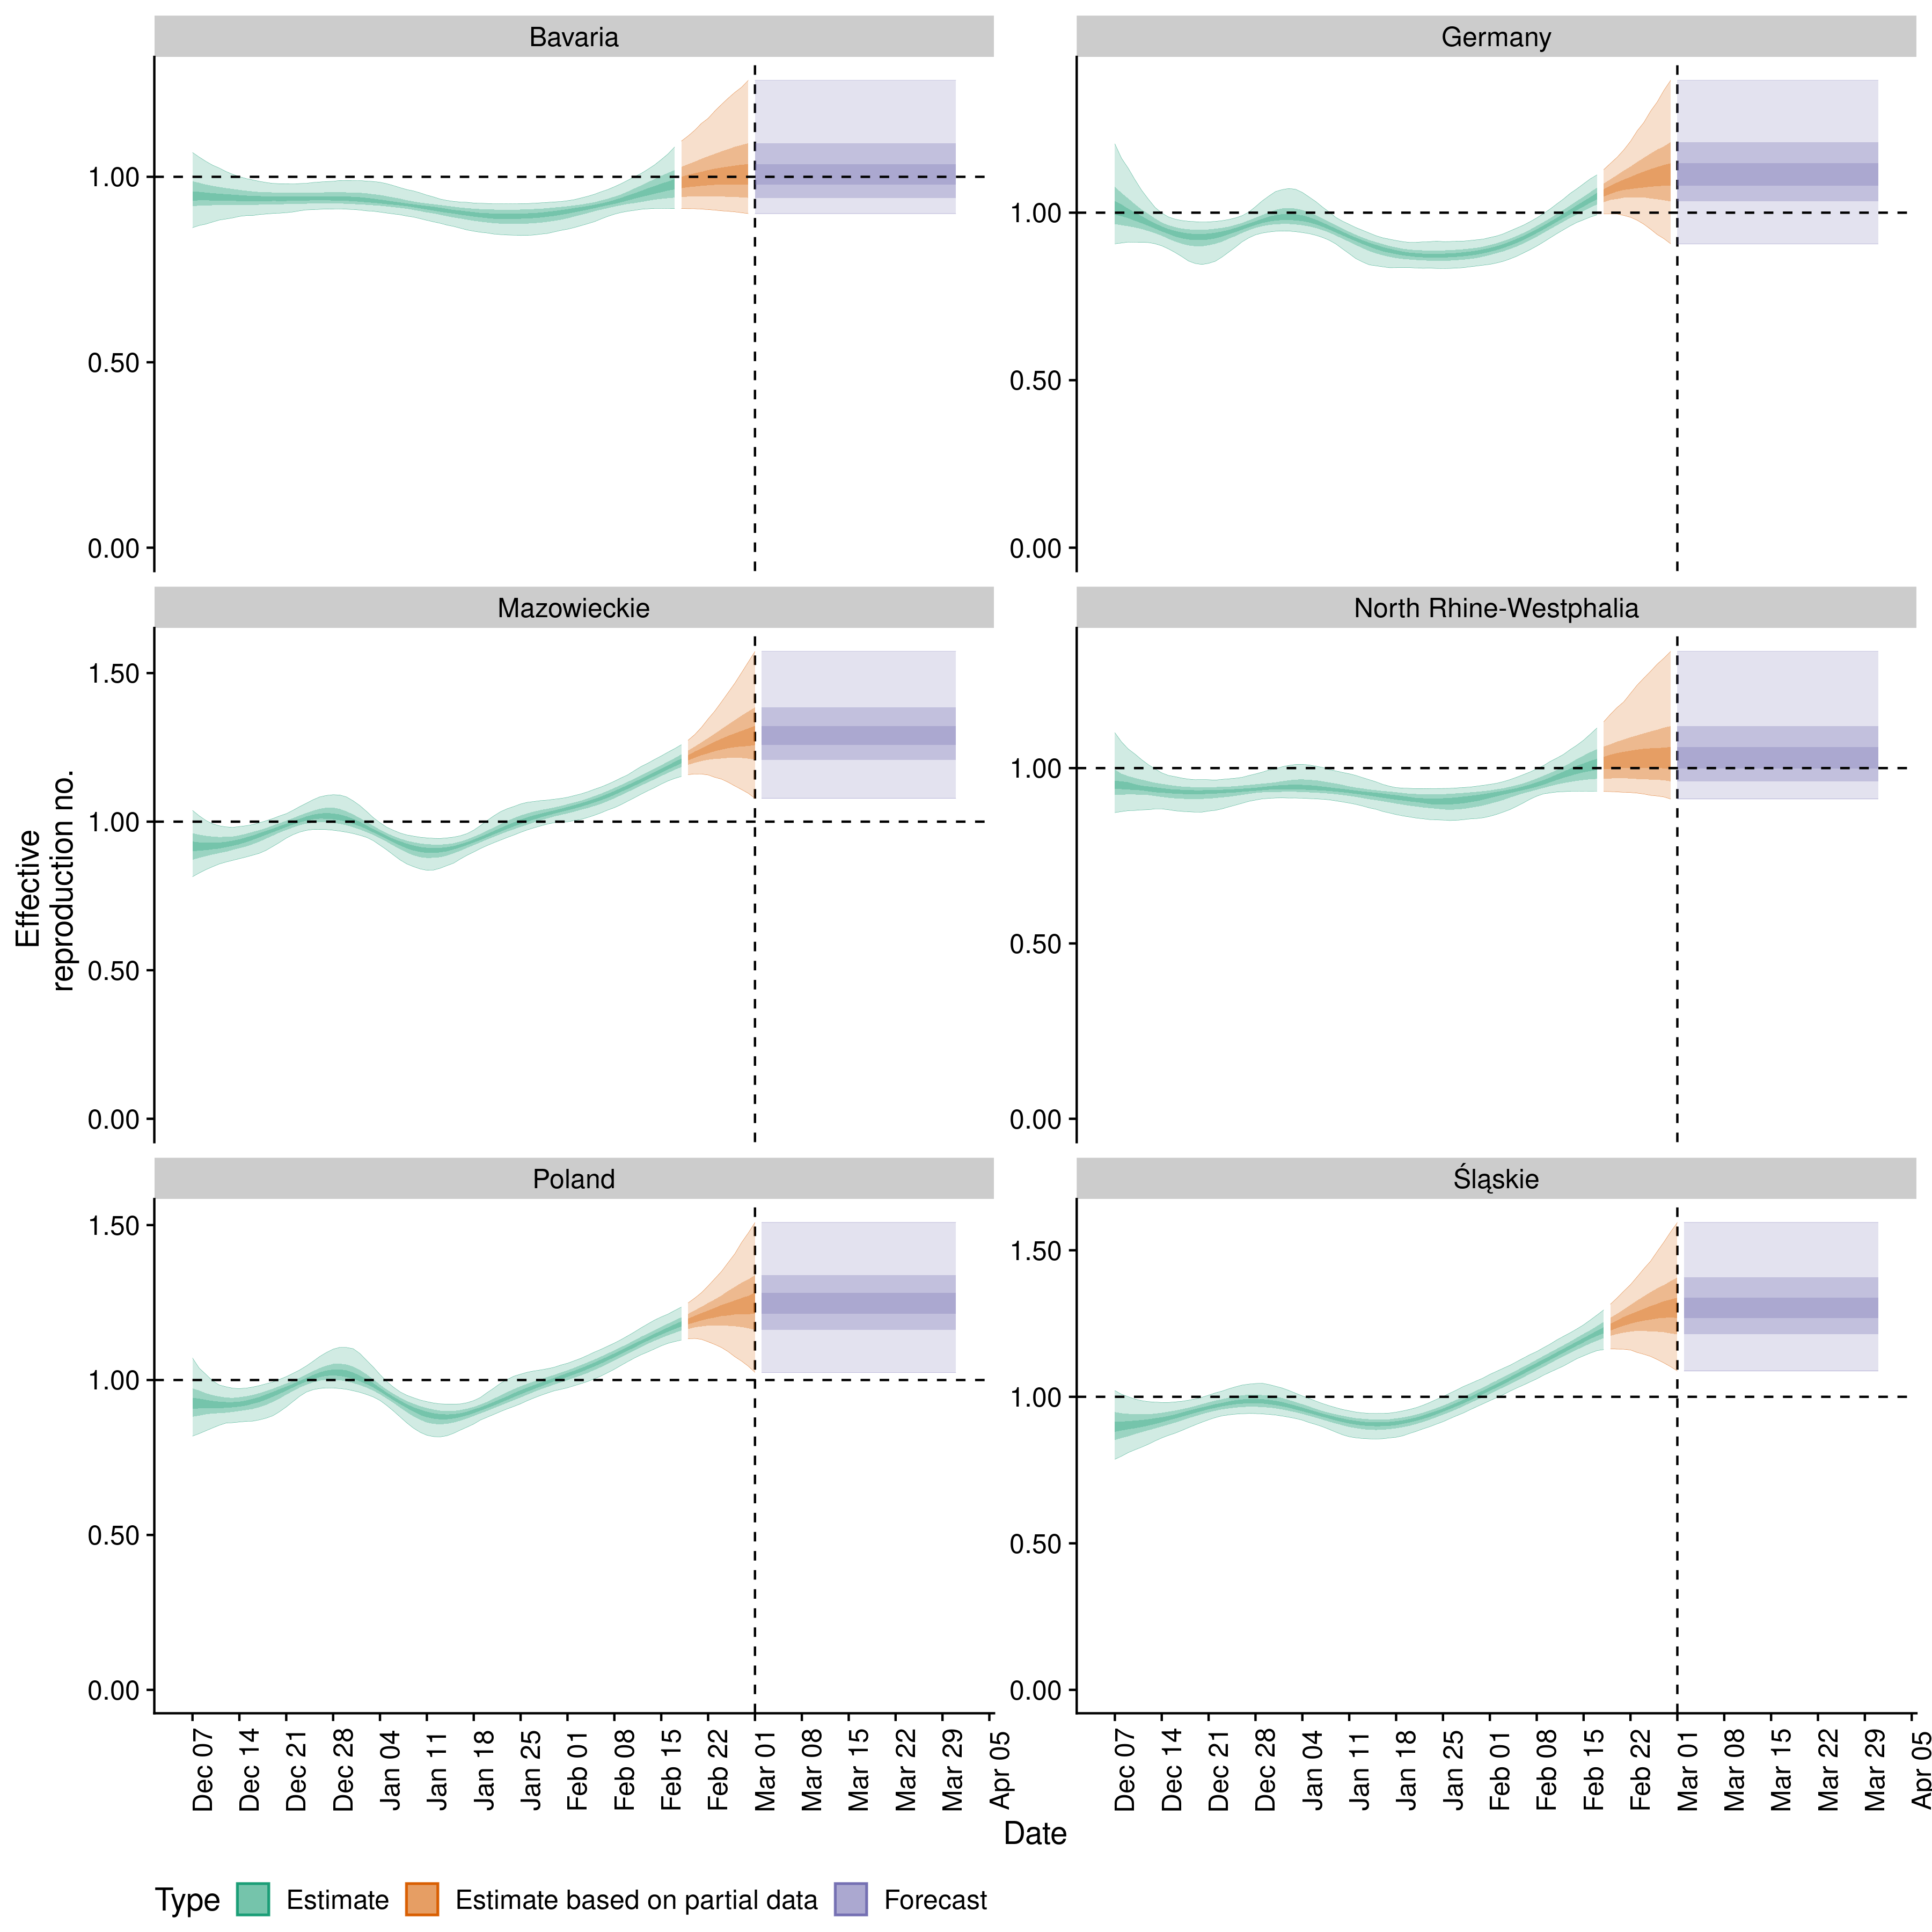 Bavaria
Germany
1.00
0.50
0.00
1.00
0.50
0.00
Mazowieckie
North Rhine-Westphalia
1.50
1.00
0.50
0.00
1.00
0.50
0.00
Effective
reproduction no.
Poland
Śląskie
1.50
1.00
0.50
0.00
1.50
1.00
0.50
0.00
Dec 07
Dec 14
Dec 21
Dec 28
Jan 04
Jan 11
Jan 18
Jan 25
Feb 01
Feb 08
Feb 15
Feb 22
Mar 01
Mar 08
Mar 15
Mar 22
Mar 29
Apr 05
Dec 07
Dec 14
Dec 21
Dec 28
Jan 04
Jan 11
Jan 18
Jan 25
Feb 01
Feb 08
Feb 15
Feb 22
Mar 01
Mar 08
Mar 15
Mar 22
Mar 29
Apr 05
Date
Type
Estimate
Estimate based on partial data
Forecast